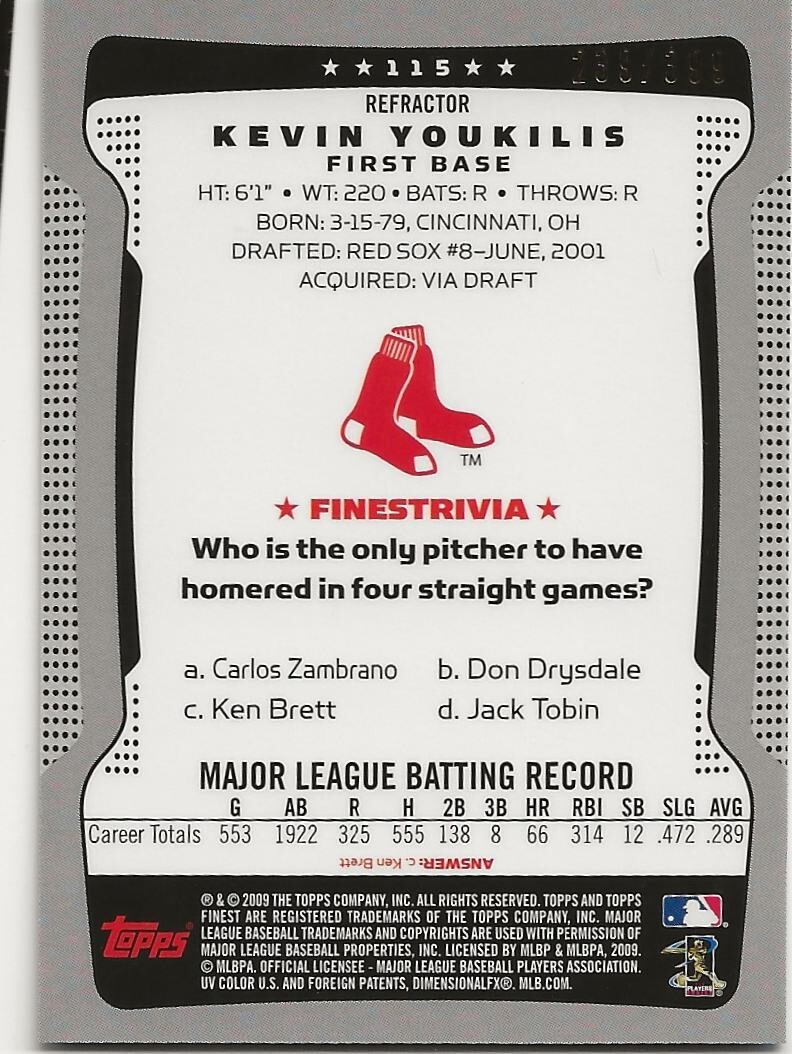 ★ ★ 115 ★ ★
REFRACTOR
KEVIN YOUKILIS
FIRST BASE
HT: 6'1" • WT: 220 • BATS: R • THROWS: R
BORN: 3-15-79, CINCINNATI, OH
DRAFTED: RED SOX #8–JUNE, 2001
ACQUIRED: VIA DRAFT
TM
★ FINESTRIVIA ★
Who is the only pitcher to have
homered in four straight games?
a. Carlos Zambrano b. Don Drysdale
c. Ken Brett d. Jack Tobin
MAJOR LEAGUE BATTING RECORD
G AB R H 2B 3B HR RBI SB SLG AVG
Career Totals 553 1922 325 555 138 8 66 314 12 .472 .289
ANSWER: c. Ken Brett
® & © 2009 THE TOPPS COMPANY, INC. ALL RIGHTS RESERVED. TOPPS AND TOPPS
FINEST ARE REGISTERED TRADEMARKS OF THE TOPPS COMPANY, INC. MAJOR
LEAGUE BASEBALL TRADEMARKS AND COPYRIGHTS ARE USED WITH PERMISSION OF
MAJOR LEAGUE BASEBALL PROPERTIES, INC. LICENSED BY MLBP & MLBPA, 2009.
© MLBPA. OFFICIAL LICENSEE - MAJOR LEAGUE BASEBALL PLAYERS ASSOCIATION.
UV COLOR U.S. AND FOREIGN PATENTS, DIMENSIONALFX®. MLB.COM.
Topps®
PLAYERS